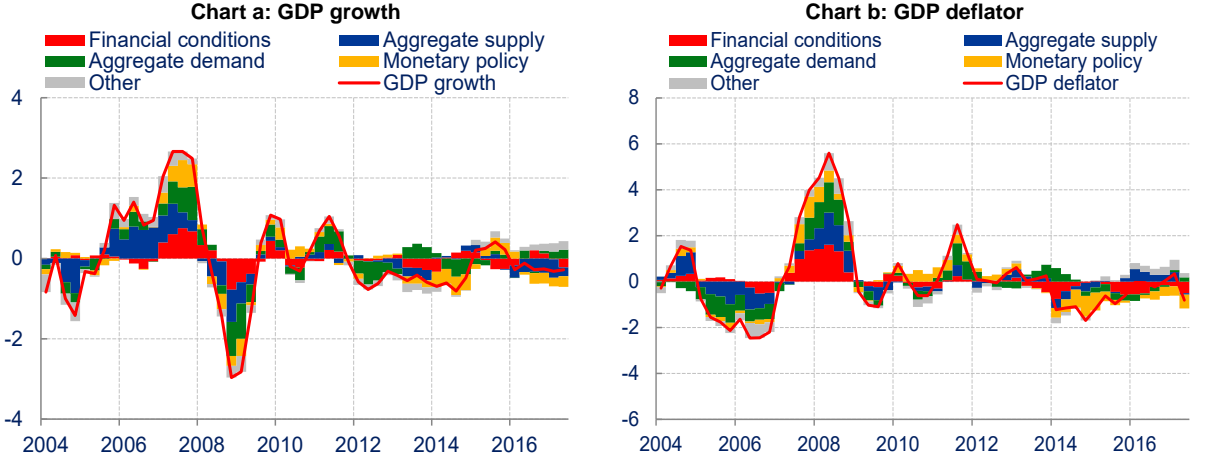 Chart a: GDP growth
Financial conditions
Aggregate supply
Aggregate demand
Monetary policy
Other
GDP growth
4
2
0
-2
-4
2004 2006 2008 2010 2012 2014 2016
Chart b: GDP deflator
Financial conditions
Aggregate supply
Aggregate demand
Monetary policy
Other
GDP deflator
8
6
4
2
0
-2
-4
-6
2004 2006 2008 2010 2012 2014 2016